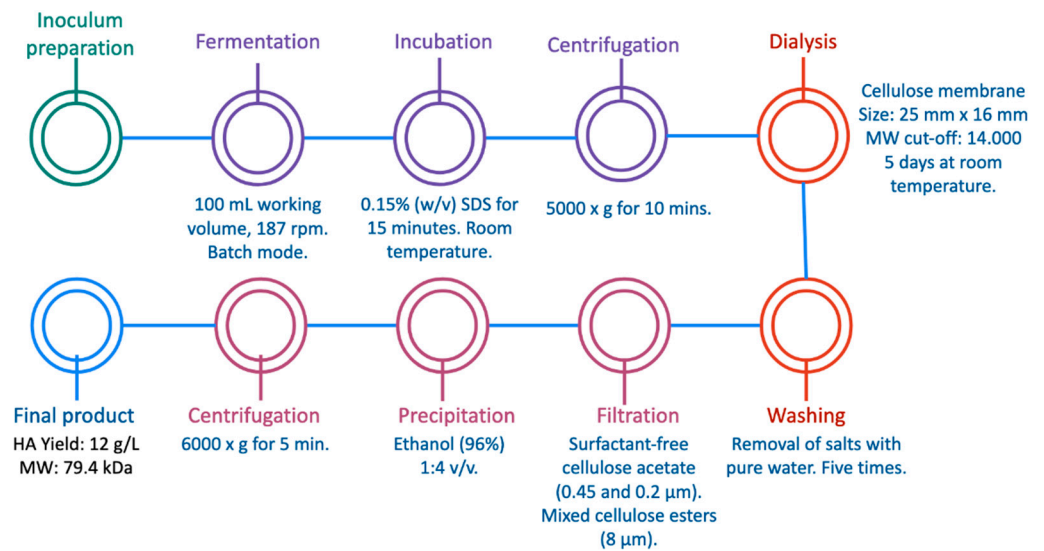 Inoculum
preparation
Fermentation
100 mL working
volume, 187 rpm.
Batch mode.
Incubation
0.15% (w/v) SDS for
15 minutes. Room
temperature.
Centrifugation
5000 x g for 10 mins.
Dialysis
Cellulose membrane
Size: 25 mm x 16 mm
MW cut-off: 14.000
5 days at room
temperature.
Washing
Removal of salts with
pure water. Five times.
Filtration
Surfactant-free
cellulose acetate
(0.45 and 0.2 µm).
Mixed cellulose esters
(8 µm).
Precipitation
Ethanol (96%)
1:4 v/v.
Centrifugation
6000 x g for 5 min.
Final product
HA Yield: 12 g/L
MW: 79.4 kDa